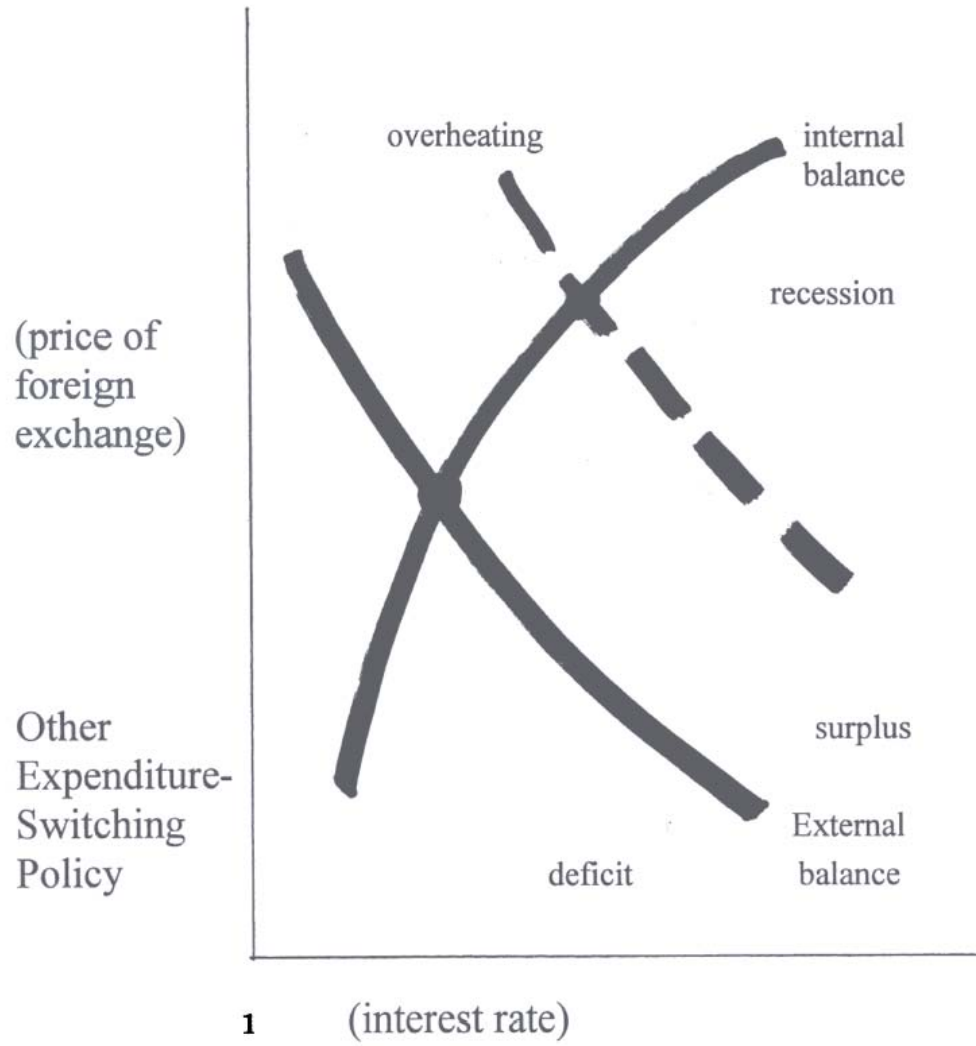 overheating
internal
balance
recession
(price of
foreign
exchange)
Other
Expenditure-
Switching
Policy
surplus
External
balance
deficit
1
(interest rate)